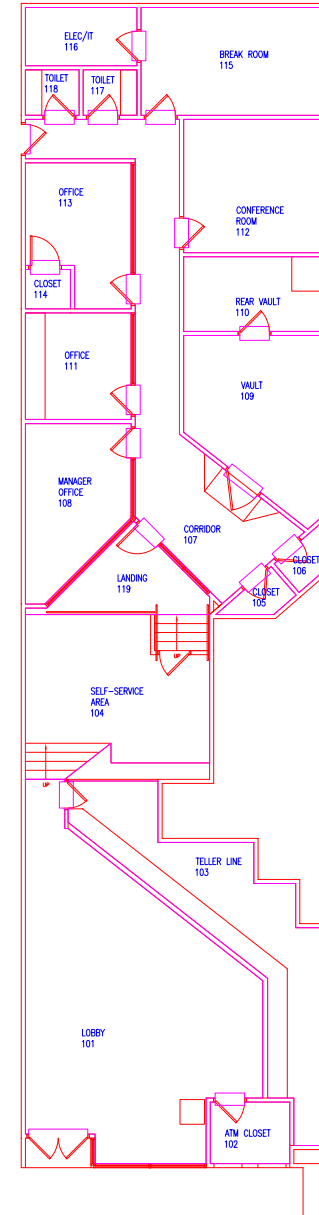 ELEC/IT
116
BREAK ROOM
115
TOILET
118
TOILET
117
OFFICE
113
CONFERENCE
ROOM
112
CLOSET
114
REAR VAULT
110
OFFICE
111
VAULT
109
MANAGER
OFFICE
108
CORRIDOR
107
CLOSET
106
LANDING
119
CLOSET
105
UP
SELF-SERVICE
AREA
104
UP
TELLER LINE
103
LOBBY
101
ATM CLOSET
102